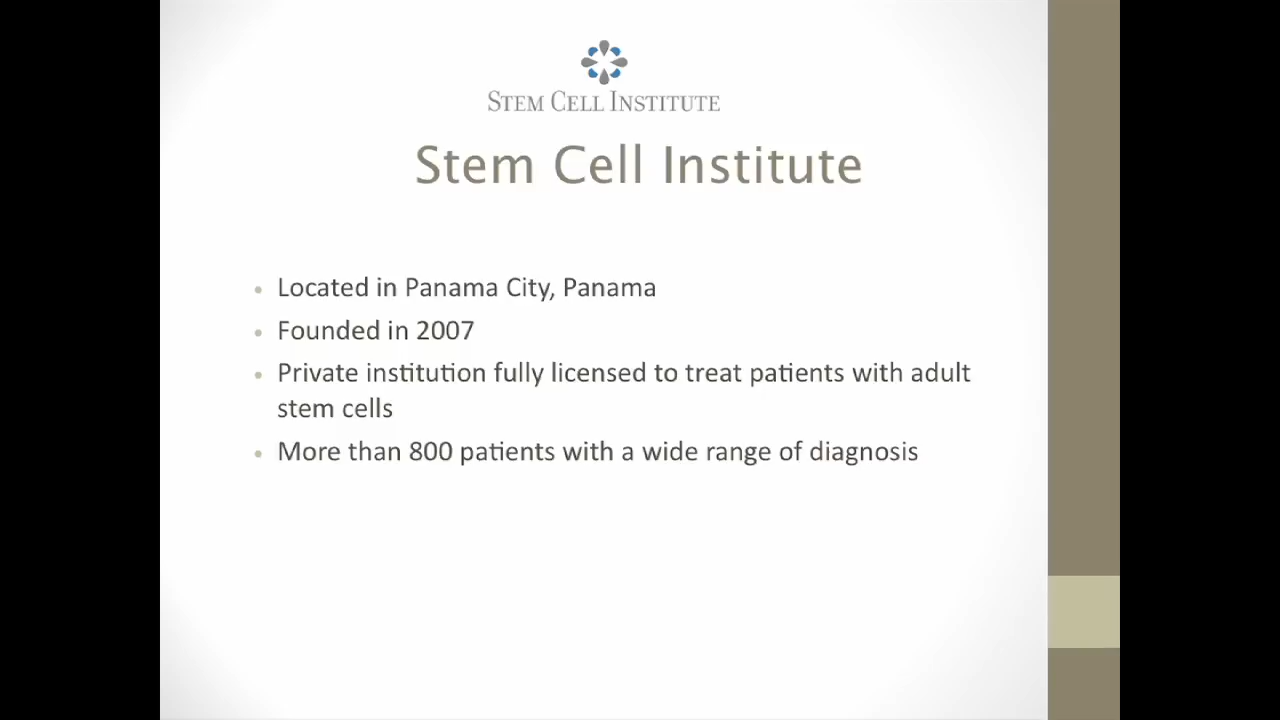 STEM CELL INSTITUTE
Stem Cell Institute
• Located in Panama City, Panama
• Founded in 2007
• Private institution fully licensed to treat patients with adult
stem cells
• More than 800 patients with a wide range of diagnosis